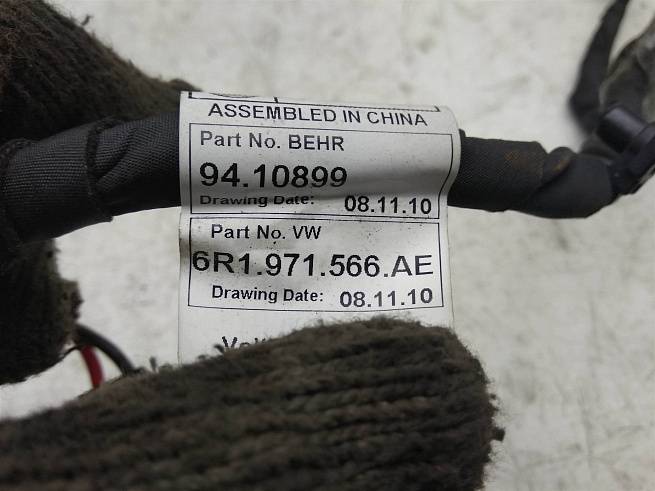 ASSEMBLED IN CHINA
Part No. BEHR
94.10899
Drawing Date: 08.11.10
Part No. VW
6R1.971.566.AE
Drawing Date: 08.11.10